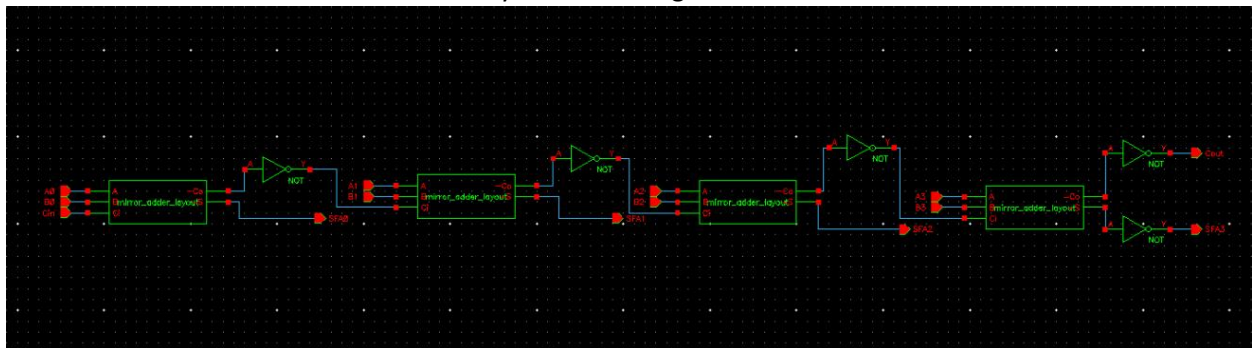 A Y
NOT
A0 A ~Co
B0 B mirror_adder_layout S
Cin Ci
SFA0
A1 A ~Co
B1 B mirror_adder_layout S
Ci
A Y
NOT
SFA1
A2 A ~Co
B2 B mirror_adder_layout S
Ci
A Y
NOT
SFA2
A3 A ~Co
B3 B mirror_adder_layout S
Ci
A Y Cout
NOT
A Y SFA3
NOT